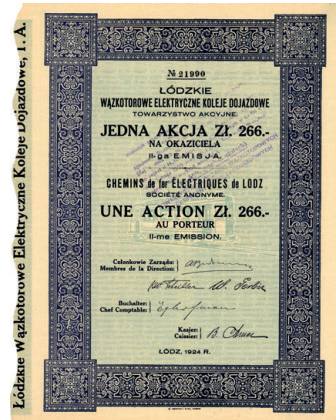 Łódzkie Wązkotorowe Elektryczne Koleje Dojazdowe, T. A.
№ 21990
ŁÓDZKIE
WĄZKOTOROWE ELEKTRYCZNE KOLEJE DOJAZDOWE
TOWARZYSTWO AKCYJNE.
JEDNA AKCJA ZŁ. 266.-
NA OKAZICIELA
II-ga EMISJA.
CHEMINS de fer ÉLECTRIQUES de LODZ
SOCIÉTÉ ANONYME.
UNE ACTION ZŁ. 266.-
AU PORTEUR
II-me EMISSION.
Członkowie Zarządu:
Membres de la Direction:
Buchalter:
Chef Comptable:
Kasjer:
Caissier:
ŁÓDŹ, 1924 R.